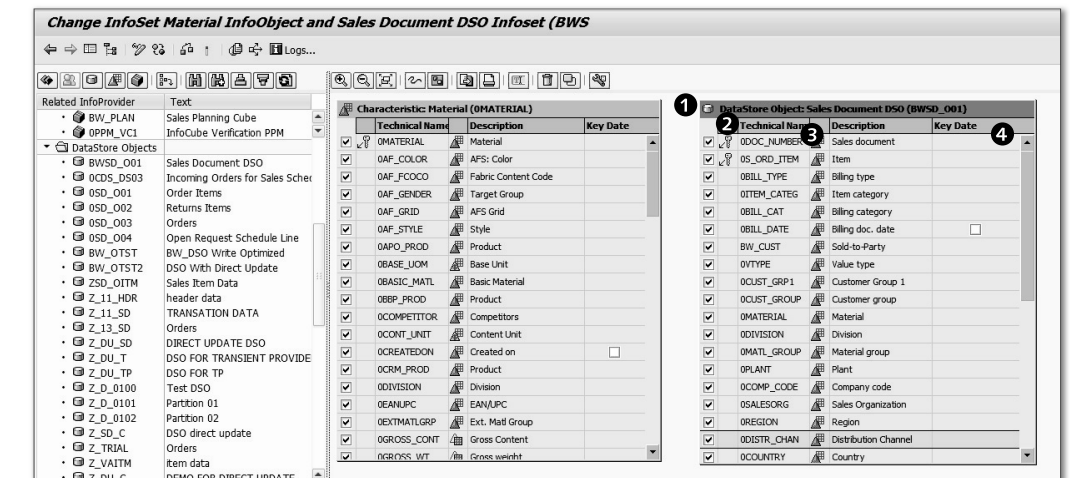 Change InfoSet Material InfoObject and Sales Document DSO Infoset (BWS
Logs...
Related InfoProvider Text
BW_PLAN Sales Planning Cube
0PPM_VC1 InfoCube Verification PPM
DataStore Objects
BWSD_O01 Sales Document DSO
0CDS_DS03 Incoming Orders for Sales Sched
0SD_O01 Order Items
0SD_O02 Returns Items
0SD_O03 Orders
0SD_O04 Open Request Schedule Line
BW_OTST BW_DSO Write Optimized
BW_OTST2 DSO With Direct Update
ZSD_OITM Sales Item Data
Z_11_HDR header data
Z_11_SD TRANSATION DATA
Z_13_SD Orders
Z_DU_SD DIRECT UPDATE DSO
Z_DU_T DSO FOR TRANSIENT PROVIDE
Z_DU_TP DSO FOR TP
Z_D_0100 Test DSO
Z_D_0101 Partition 01
Z_D_0102 Partition 02
Z_SD_C DSO direct update
Z_TRIAL Orders
Z_VAITM item data
Characteristic: Material (0MATERIAL)
Technical Name Description Key Date
0MATERIAL Material
0AF_COLOR AFS: Color
0AF_FCOCO Fabric Content Code
0AF_GENDER Target Group
0AF_GRID AFS Grid
0AF_STYLE Style
0APO_PROD Product
0BASE_UOM Base Unit
0BASIC_MATL Basic Material
0BBP_PROD Product
0COMPETITOR Competitors
0CONT_UNIT Content Unit
0CREATEDON Created on
0CRM_PROD Product
0DIVISION Division
0EANUPC EAN/UPC
0EXTMATLGRP Ext. Matl Group
0GROSS_CONT Gross Content
0GROSS_WT Gross weight
1 DataStore Object: Sales Document DSO (BWSD_O01)
2 Technical Nam 3 Description Key Date 4
0DOC_NUMBER Sales document
0S_ORD_ITEM Item
0BILL_TYPE Billing type
0ITEM_CATEG Item category
0BILL_CAT Billing category
0BILL_DATE Billing doc. date
BW_CUST Sold-to-Party
0VTYPE Value type
0CUST_GRP1 Customer Group 1
0CUST_GROUP Customer group
0MATERIAL Material
0DIVISION Division
0MATL_GROUP Material group
0PLANT Plant
0COMP_CODE Company code
0SALESORG Sales Organization
0REGION Region
0DISTR_CHAN Distribution Channel
0COUNTRY Country